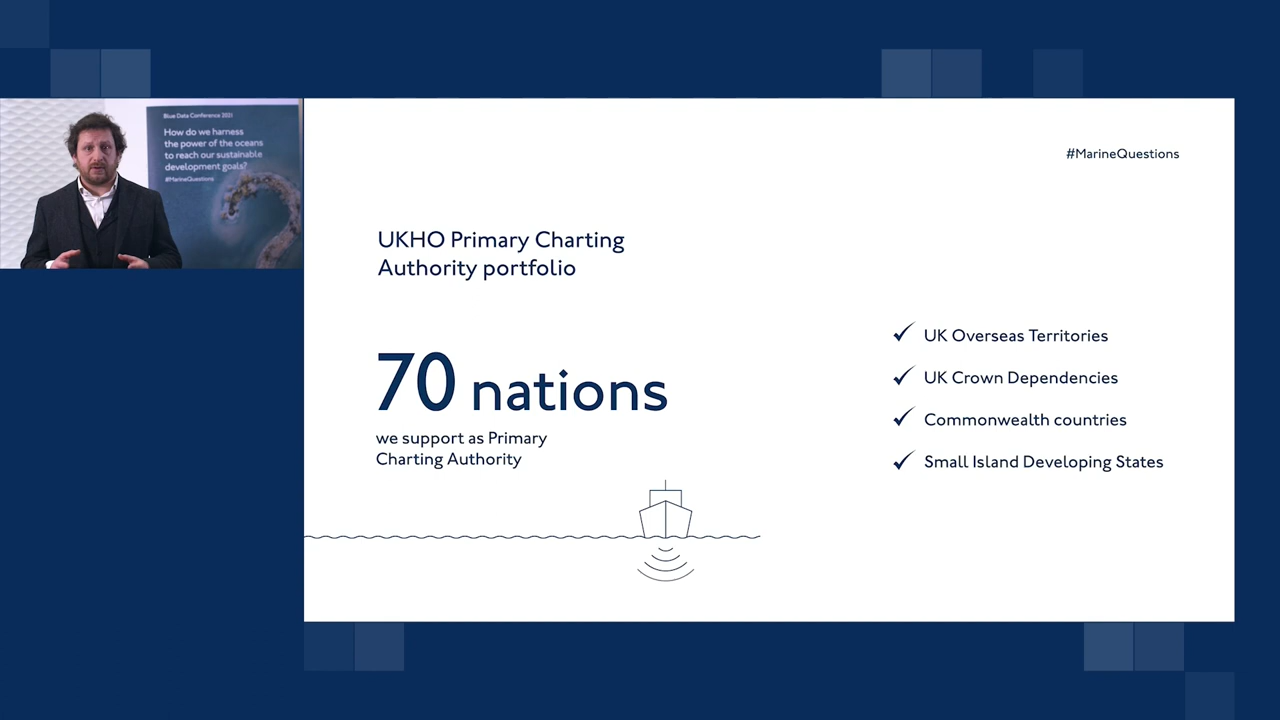 Blue Data Conference 2021
How do we harness
the power of the oceans
to reach our sustainable
development goals?
#MarineQuestions
#MarineQuestions
UKHO Primary Charting
Authority portfolio
70 nations
we support as Primary
Charting Authority
UK Overseas Territories
UK Crown Dependencies
Commonwealth countries
Small Island Developing States